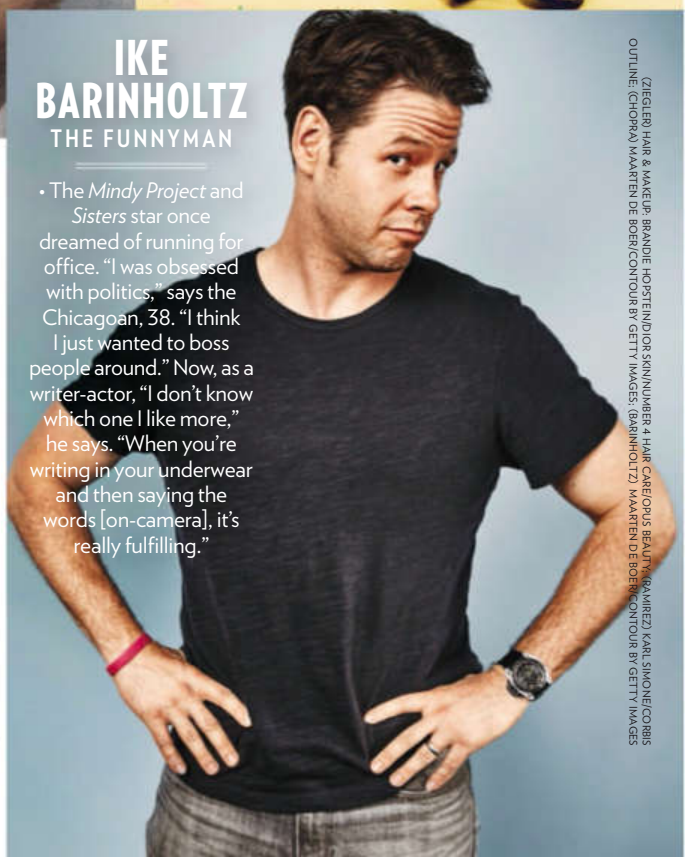 IKE
BARINHOLTZ
THE FUNNYMAN
• The Mindy Project and
Sisters star once
dreamed of running for
office. “I was obsessed
with politics,” says the
Chicagoan, 38. “I think
I just wanted to boss
people around.” Now, as a
writer-actor, “I don’t know
which one I like more,”
he says. “When you’re
writing in your underwear
and then saying the
words [on-camera], it’s
really fulfilling.”
(ZIEGLER) HAIR & MAKEUP: BRANDIE HOPSTEIN/DIOR SKIN/NUMBER 4 HAIR CARE/OPUS BEAUTY; (RAMIREZ) KARL SIMONE/CORBIS
OUTLINE; (CHOPRA) MAARTEN DE BOER/CONTOUR BY GETTY IMAGES; (BARINHOLTZ) MAARTEN DE BOER/CONTOUR BY GETTY IMAGES